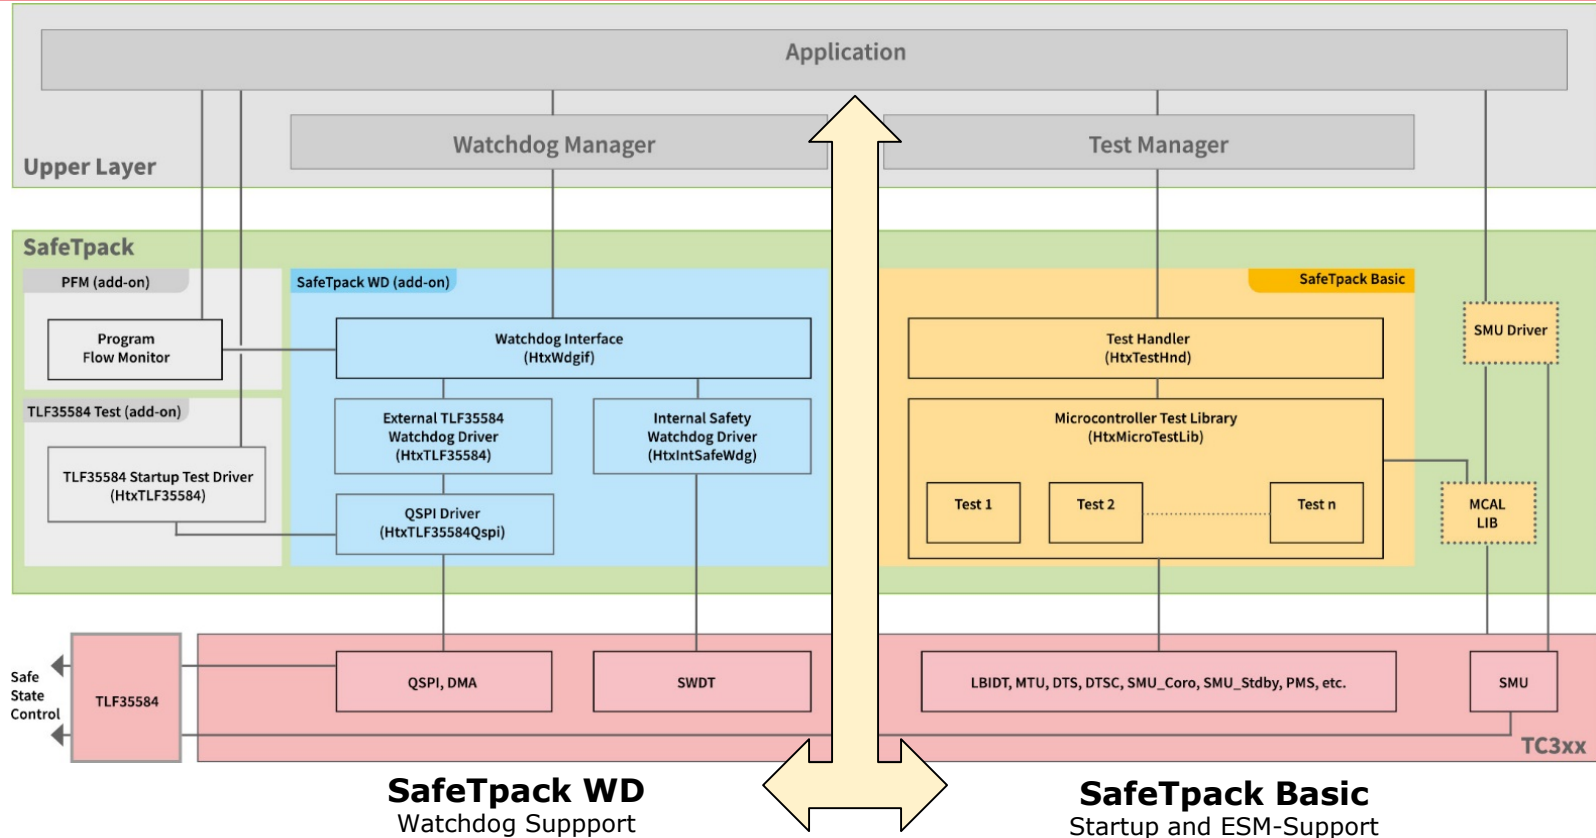 Application
Watchdog Manager
Test Manager
Upper Layer
SafeTpack
PFM (add-on)
SafeTpack WD (add-on)
SafeTpack Basic
Program
Flow Monitor
Watchdog Interface
(HtxWdgif)
Test Handler
(HtxTestHnd)
SMU Driver
TLF35584 Test (add-on)
TLF35584 Startup Test Driver
(HtxTLF35584)
External TLF35584
Watchdog Driver
(HtxTLF35584)
Internal Safety
Watchdog Driver
(HtxIntSafeWdg)
QSPI Driver
(HtxTLF35584Qspi)
Microcontroller Test Library
(HtxMicroTestLib)
Test 1
Test 2
Test n
MCAL
LIB
Safe
State
Control
TLF35584
QSPI, DMA
SWDT
LBIDT, MTU, DTS, DTSC, SMU_Coro, SMU_Stdby, PMS, etc.
SMU
TC3xx
SafeTpack WD
Watchdog Suppport
SafeTpack Basic
Startup and ESM-Support